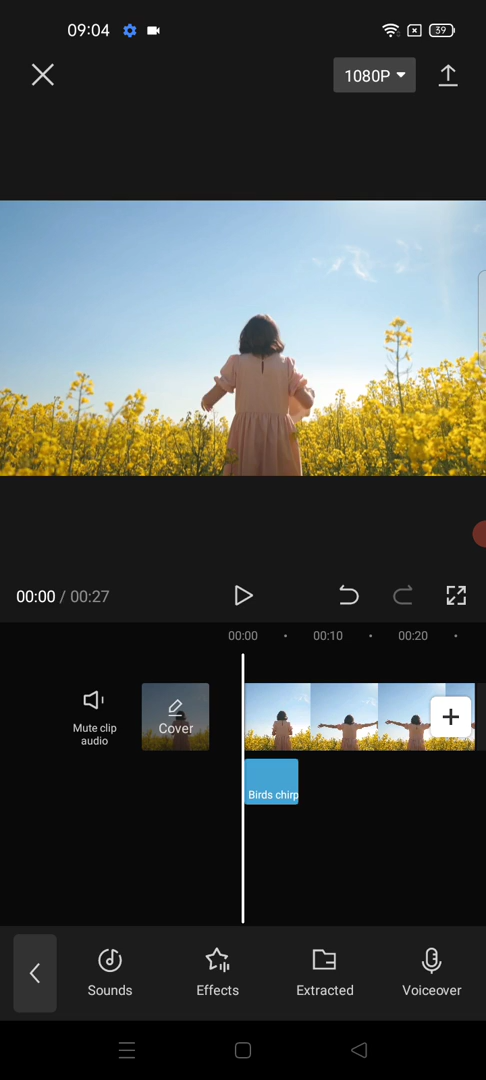 09:04
39
1080P
00:00 / 00:27
00:00
00:10
00:20
Mute clip
audio
Cover
Birds chirp
Sounds
Effects
Extracted
Voiceover